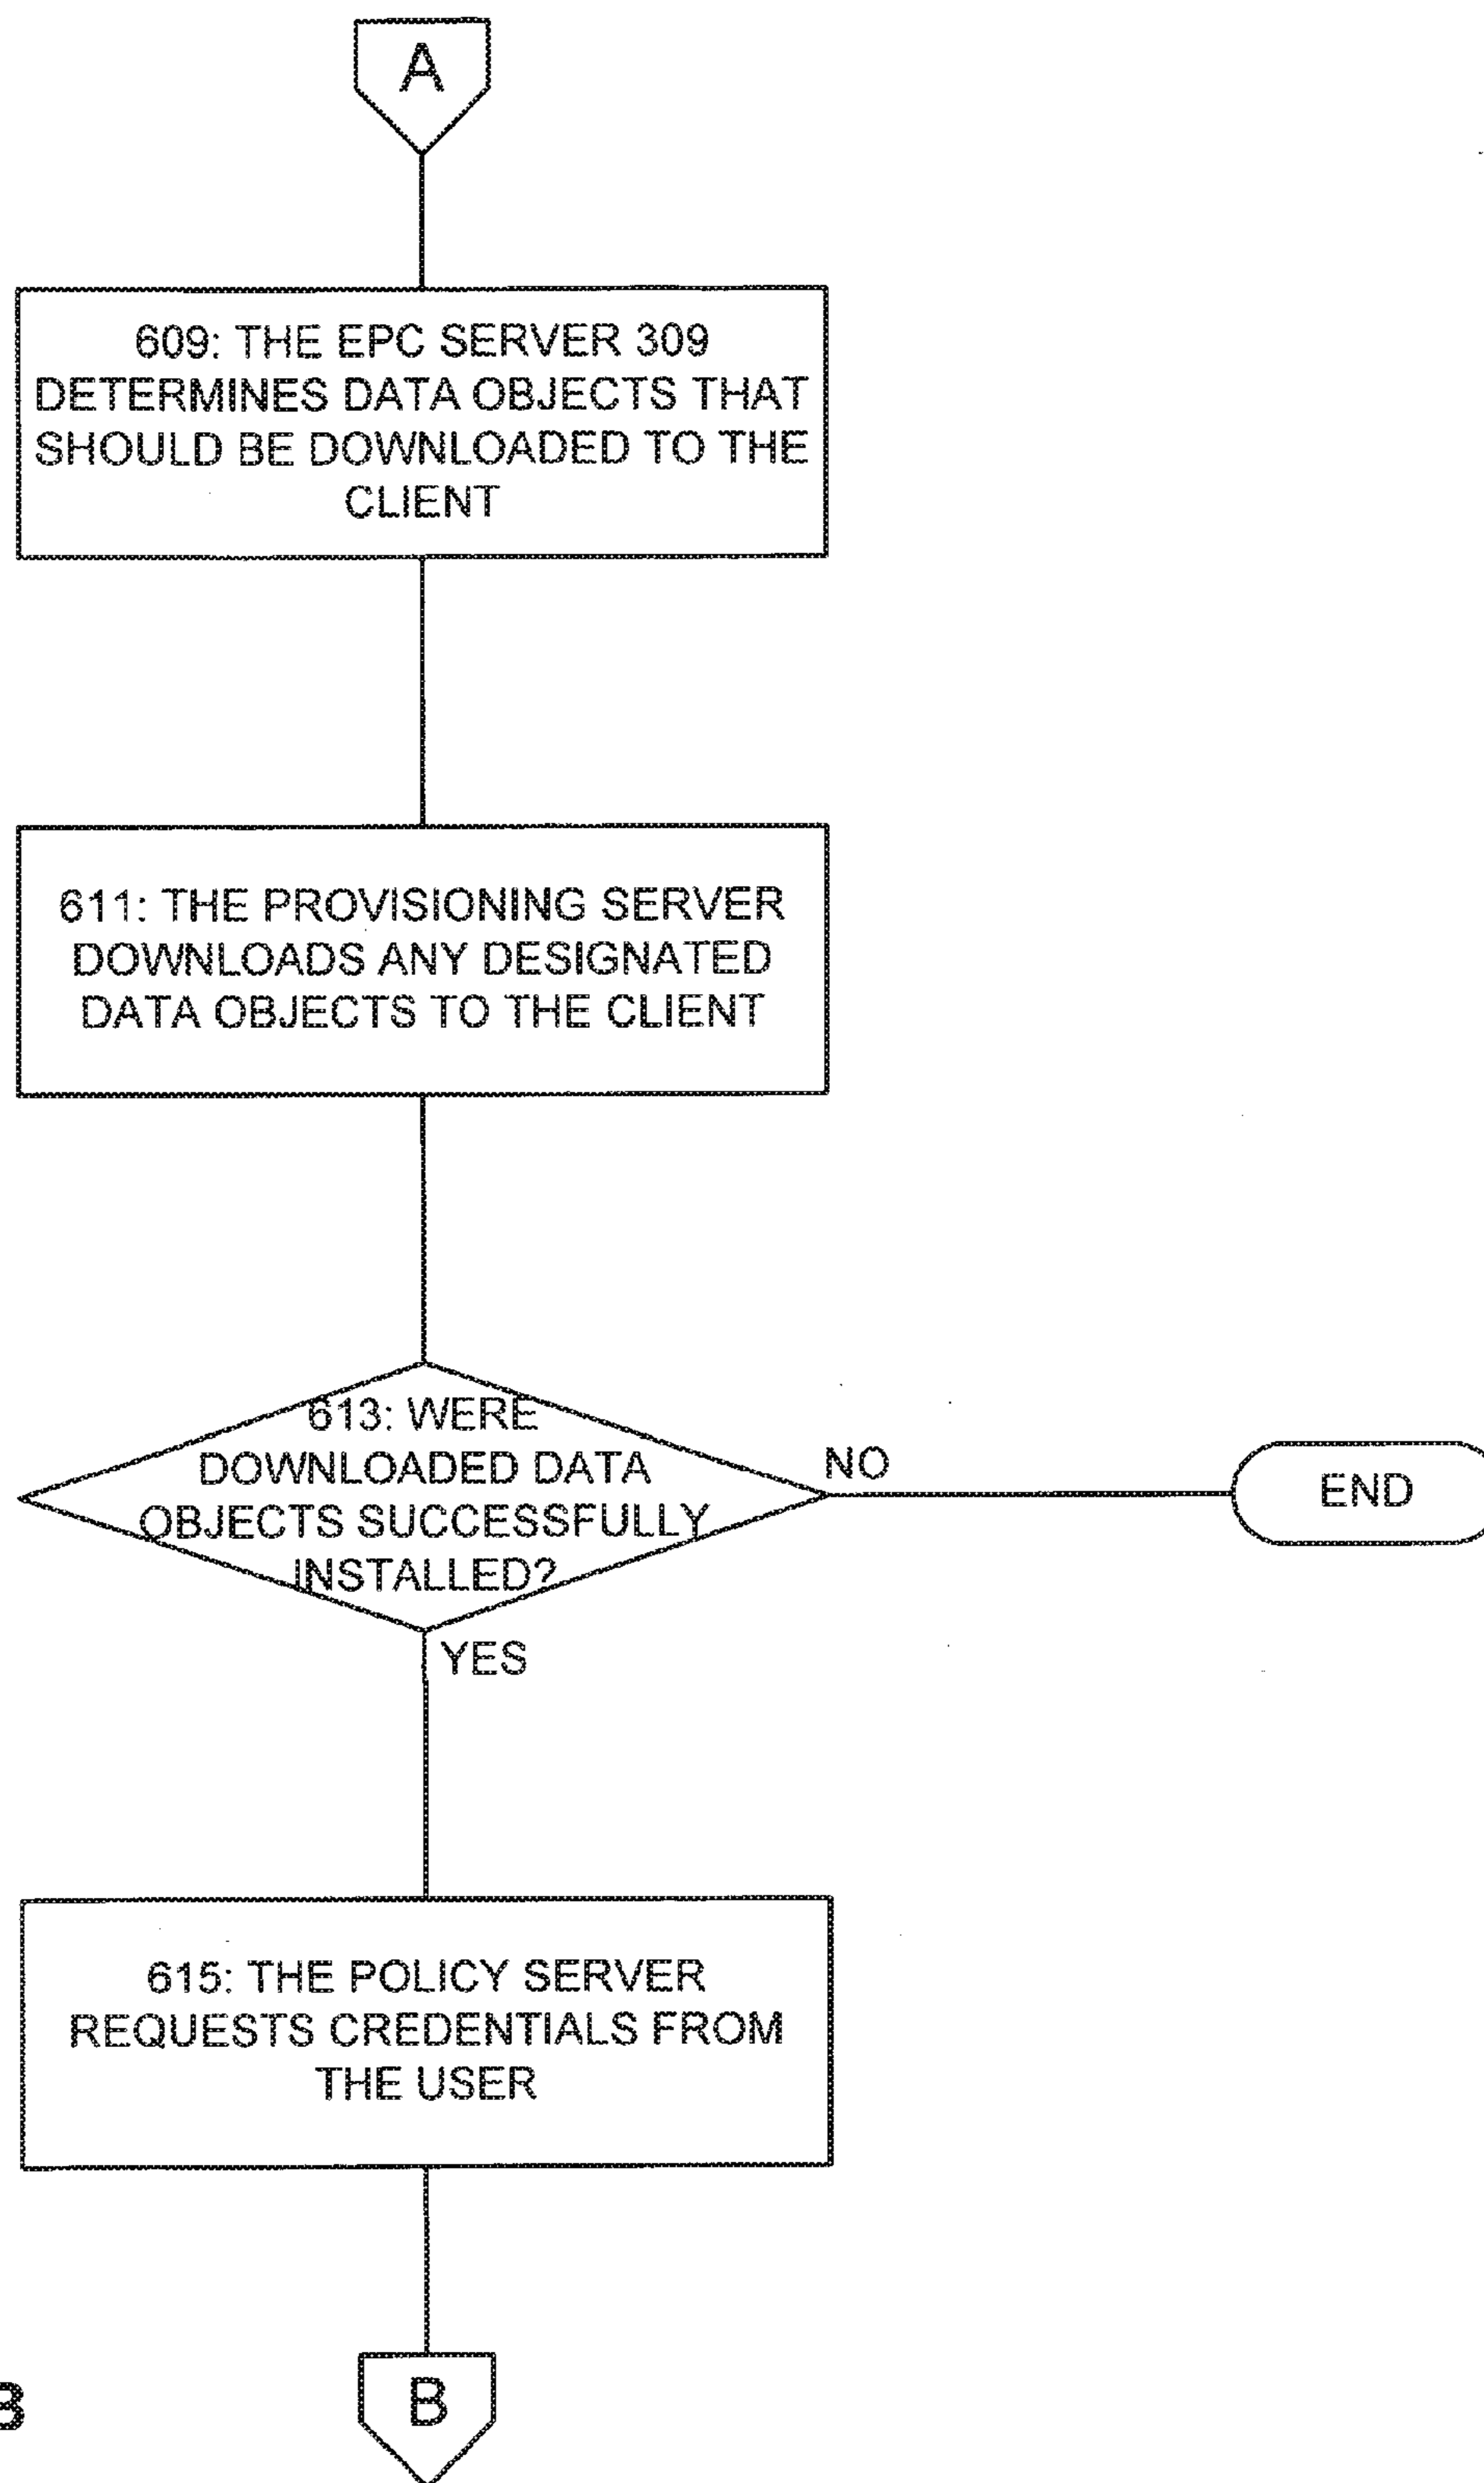 A
609: THE EPC SERVER 309
DETERMINES DATA OBJECTS THAT
SHOULD BE DOWNLOADED TO THE
CLIENT
611: THE PROVISIONING SERVER
DOWNLOADS ANY DESIGNATED
DATA OBJECTS TO THE CLIENT
613: WERE
DOWNLOADED DATA
OBJECTS SUCCESSFULLY
INSTALLED?
NO
END
YES
615: THE POLICY SERVER
REQUESTS CREDENTIALS FROM
THE USER
B